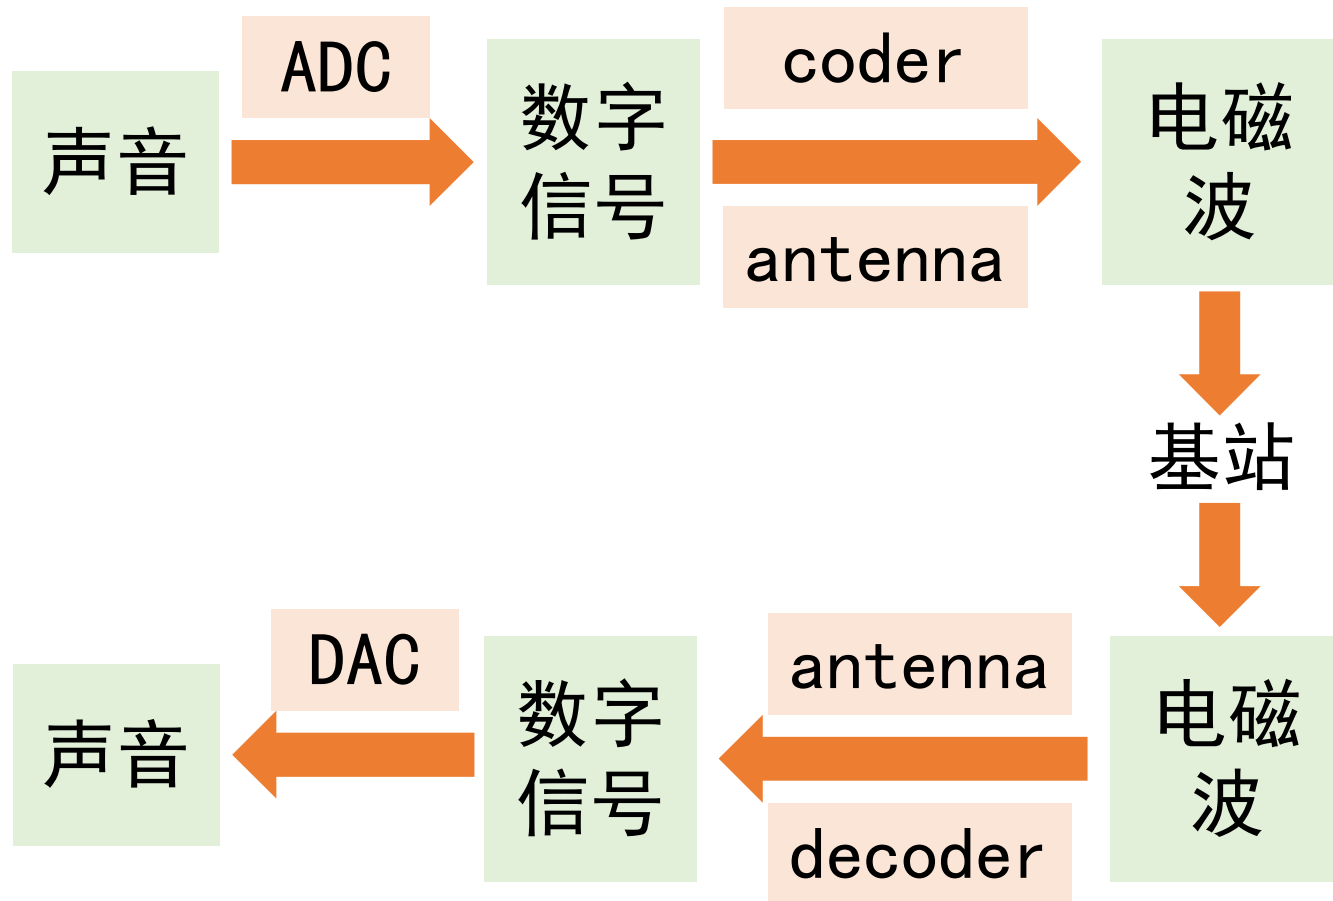 声音
ADC
数字
信号
coder
antenna
电磁
波
基站
电磁
波
antenna
decoder
数字
信号
DAC
声音